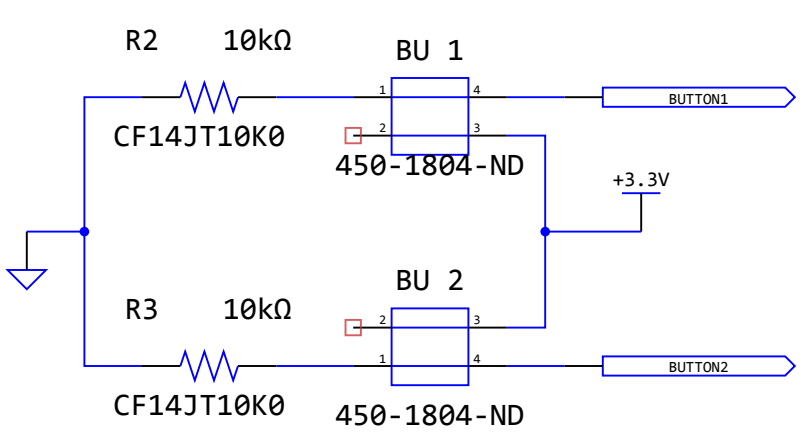 R2 10kΩ
BU 1
1 4
BUTTON1
CF14JT10K0
2 3
450-1804-ND
+3.3V
BU 2
R3 10kΩ
2 3
1 4
BUTTON2
CF14JT10K0
450-1804-ND